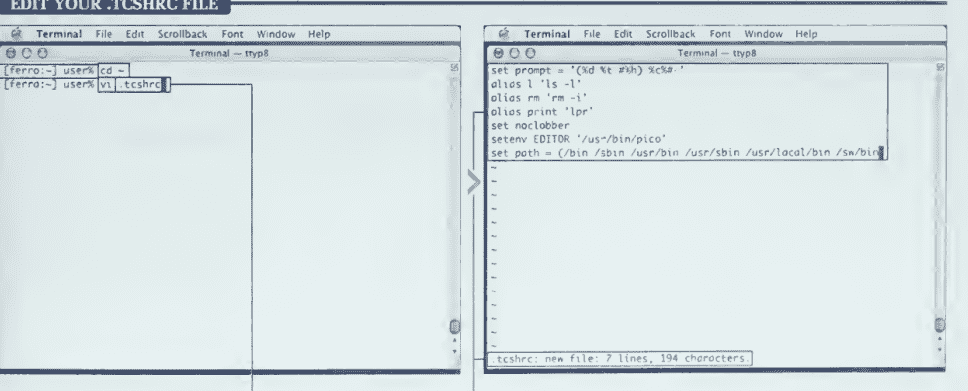 EDIT YOUR .TCSHRC FILE
Terminal File Edit Scrollback Font Window Help
Terminal — ttyp8
[ferro:~] user% cd ~
[ferro:~] user% vi .tcshrc
Terminal File Edit Scrollback Font Window Help
Terminal — ttyp8
set prompt = '(%d %t #%h) %c%#·'
alias l 'ls -l'
alias rm 'rm -i'
alias print 'lpr'
set noclobber
setenv EDITOR '/usr/bin/pico'
set path = (/bin /sbin /usr/bin /usr/sbin /usr/local/bin /sw/bin
~
~
~
~
~
~
~
~
~
~
~
~
~
~
.tcshrc: new file: 7 lines, 194 characters.